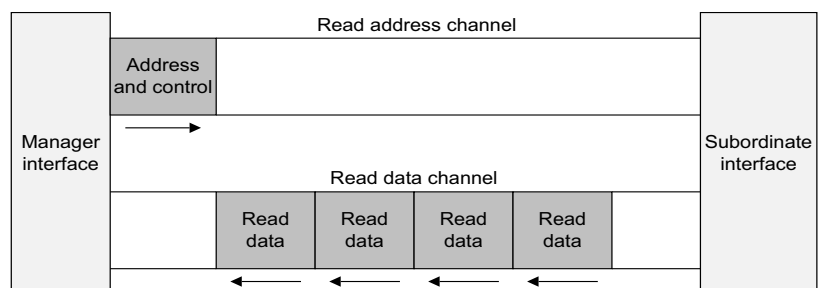 Read address channel
Address
and control
Manager
interface
Subordinate
interface
Read data channel
Read
data
Read
data
Read
data
Read
data